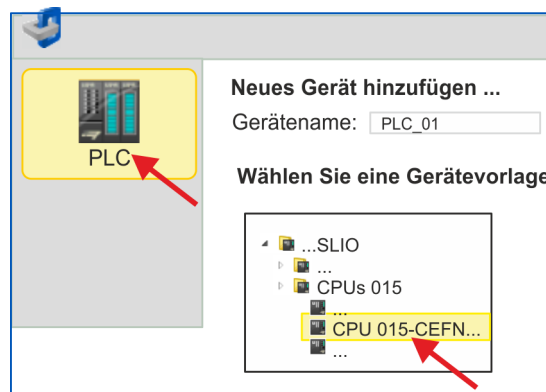 PLC
Neues Gerät hinzufügen ...
Gerätename: PLC_01
Wählen Sie eine Gerätevorlage
...SLIO
...
CPUs 015
...
CPU 015-CEFN...
...